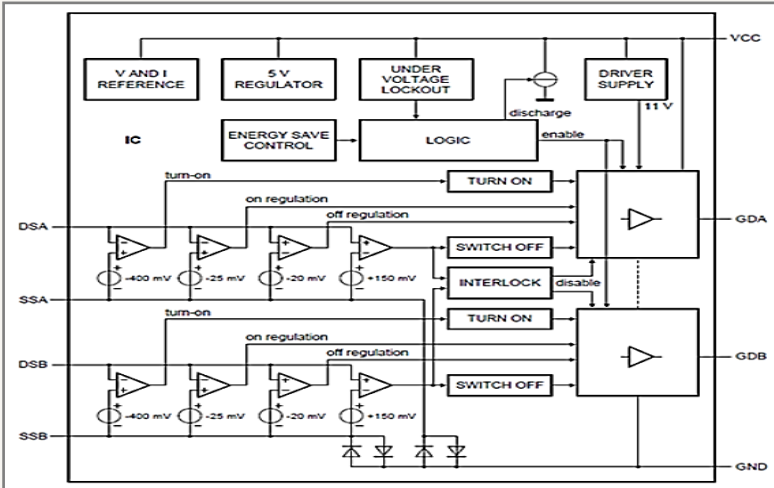 VCC
V AND I
REFERENCE
5 V
REGULATOR
UNDER
VOLTAGE
LOCKOUT
DRIVER
SUPPLY
11 V
discharge
IC
ENERGY SAVE
CONTROL
LOGIC
enable
turn-on
TURN ON
on regulation
off regulation
DSA
GDA
SWITCH OFF
-400 mV
-25 mV
-20 mV
+150 mV
INTERLOCK
disable
SSA
turn-on
TURN ON
on regulation
off regulation
DSB
GDB
SWITCH OFF
-400 mV
-25 mV
-20 mV
+150 mV
SSB
GND